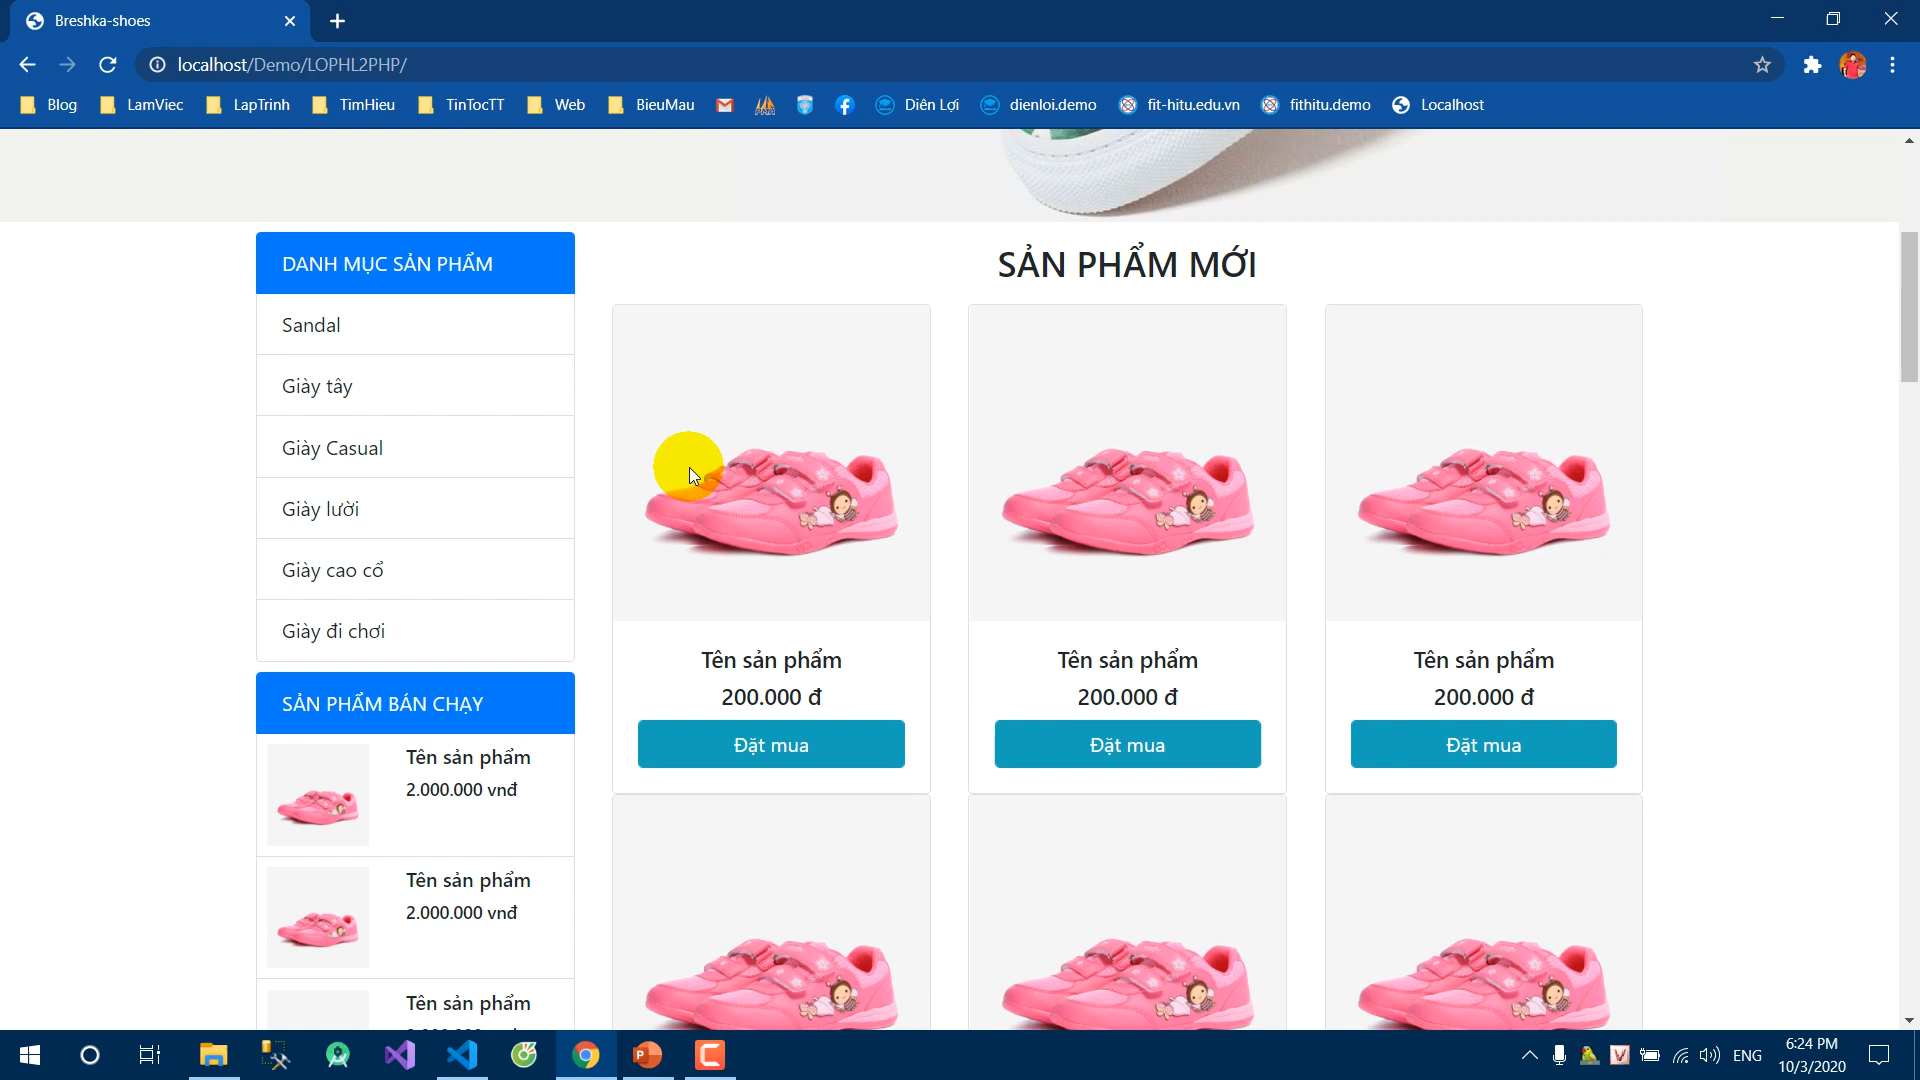 Breshka-shoes
localhost/Demo/LOPHL2PHP/
Blog LamViec LapTrinh TimHieu TinTocTT Web BieuMau Diên Lợi dienloi.demo fit-hitu.edu.vn fithitu.demo Localhost
DANH MỤC SẢN PHẨM
Sandal
Giày tây
Giày Casual
Giày lười
Giày cao cổ
Giày đi chơi
SẢN PHẨM BÁN CHẠY
Tên sản phẩm
2.000.000 vnđ
Tên sản phẩm
2.000.000 vnđ
Tên sản phẩm
SẢN PHẨM MỚI
Tên sản phẩm Tên sản phẩm Tên sản phẩm
200.000 đ 200.000 đ 200.000 đ
Đặt mua Đặt mua Đặt mua
ENG
6:24 PM
10/3/2020